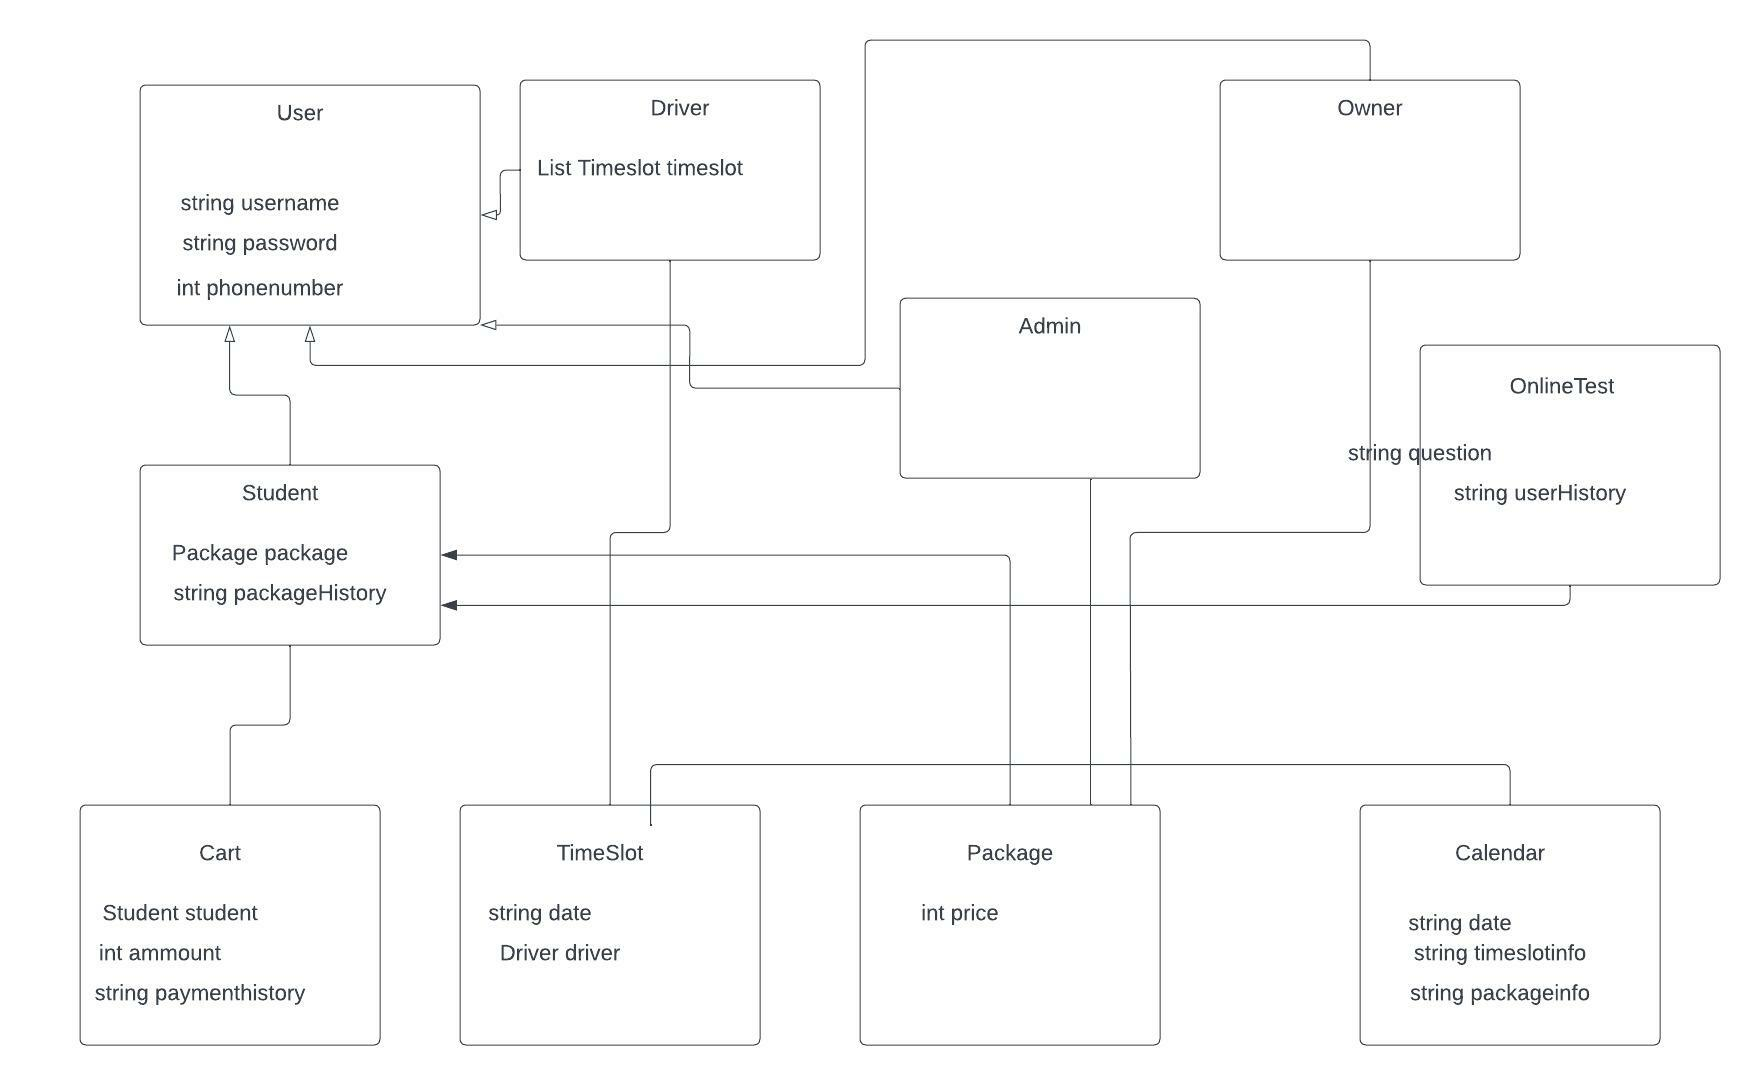 User
string username
string password
int phonenumber
Driver
List Timeslot timeslot
Owner
Admin
OnlineTest
string question
string userHistory
Student
Package package
string packageHistory
Cart
Student student
int ammount
string paymenthistory
TimeSlot
string date
Driver driver
Package
int price
Calendar
string date
string timeslotinfo
string packageinfo